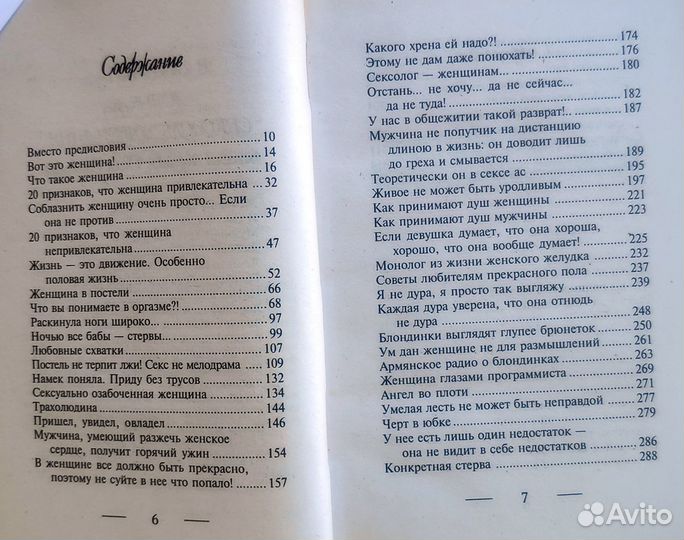 Содержание
Вместо предисловия 10
Вот это женщина! 14
Что такое женщина 16
20 признаков, что женщина привлекательна 32
Соблазнить женщину очень просто... Если
она не против 37
20 признаков, что женщина
непривлекательна 47
Жизнь — это движение. Особенно
половая жизнь 52
Женщина в постели 66
Что вы понимаете в оргазме?! 68
Раскинула ноги широко... 97
Ночью все бабы — стервы... 99
Любовные схватки 107
Постель не терпит лжи! Секс не мелодрама 109
Намек поняла. Приду без трусов 132
Сексуально озабоченная женщина 134
Трахолюдина 144
Пришел, увидел, овладел 146
Мужчина, умеющий разжечь женское
сердце, получит горячий ужин 154
В женщине все должно быть прекрасно,
поэтому не суйте в нее что попало! 157
— 6 —
Какого хрена ей надо?! 174
Этому не дам даже понюхать! 176
Сексолог — женщинам... 180
Отстань... не хочу... да не сейчас...
да не туда! 182
У нас в общежитии такой разврат!.. 187
Мужчина не попутчик на дистанцию
длиною в жизнь: он доводит лишь
до греха и смывается 189
Теоретически он в сексе ас 195
Живое не может быть уродливым 197
Как принимают душ женщины 221
Как принимают душ мужчины 223
Если девушка думает, что она хороша,
хорошо, что она вообще думает! 225
Монолог из жизни женского желудка 232
Советы любителям прекрасного пола 237
Я не дура, я просто так выгляжу 239
Каждая дура уверена, что она отнюдь
не дура 248
Блондинки выглядят глупее брюнеток 250
Ум дан женщине не для размышлений 261
Армянское радио о блондинках 263
Женщина глазами программиста 269
Ангел во плоти 271
Умелая лесть не может быть неправдой 277
Черт в юбке 279
У нее есть лишь один недостаток —
она не видит в себе недостатков 286
Конкретная стерва 288
— 7 —
Avito